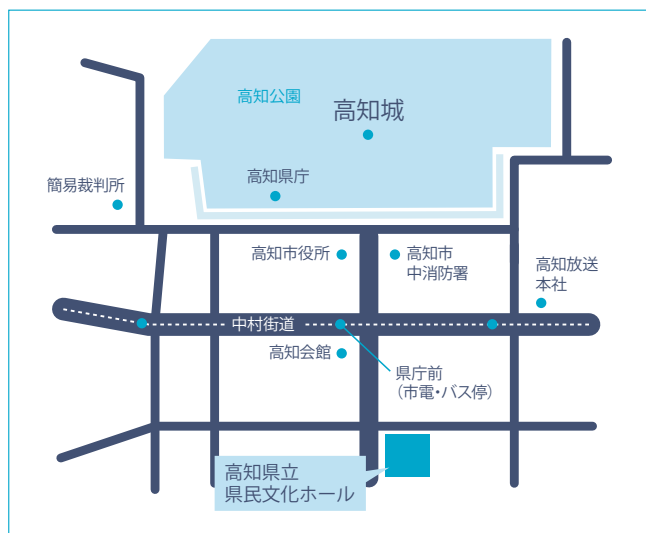 高知公園
高知城
高知県庁
簡易裁判所
高知市役所
高知市
中消防署
高知放送
本社
中村街道
高知会館
県庁前
（市電・バス停）
高知県立
県民文化ホール